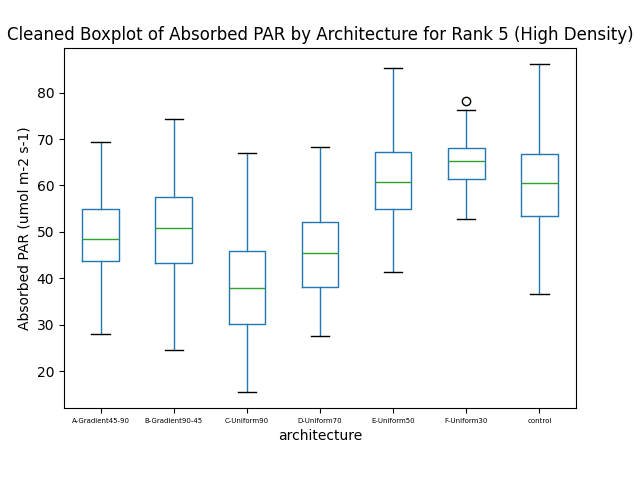 Cleaned Boxplot of Absorbed PAR by Architecture for Rank 5 (High Density)
Absorbed PAR (umol m-2 s-1)
80
70
60
50
40
30
20
A-Gradient45-90 B-Gradient90-45 C-Uniform90 D-Uniform70 E-Uniform50 F-Uniform30 control
architecture